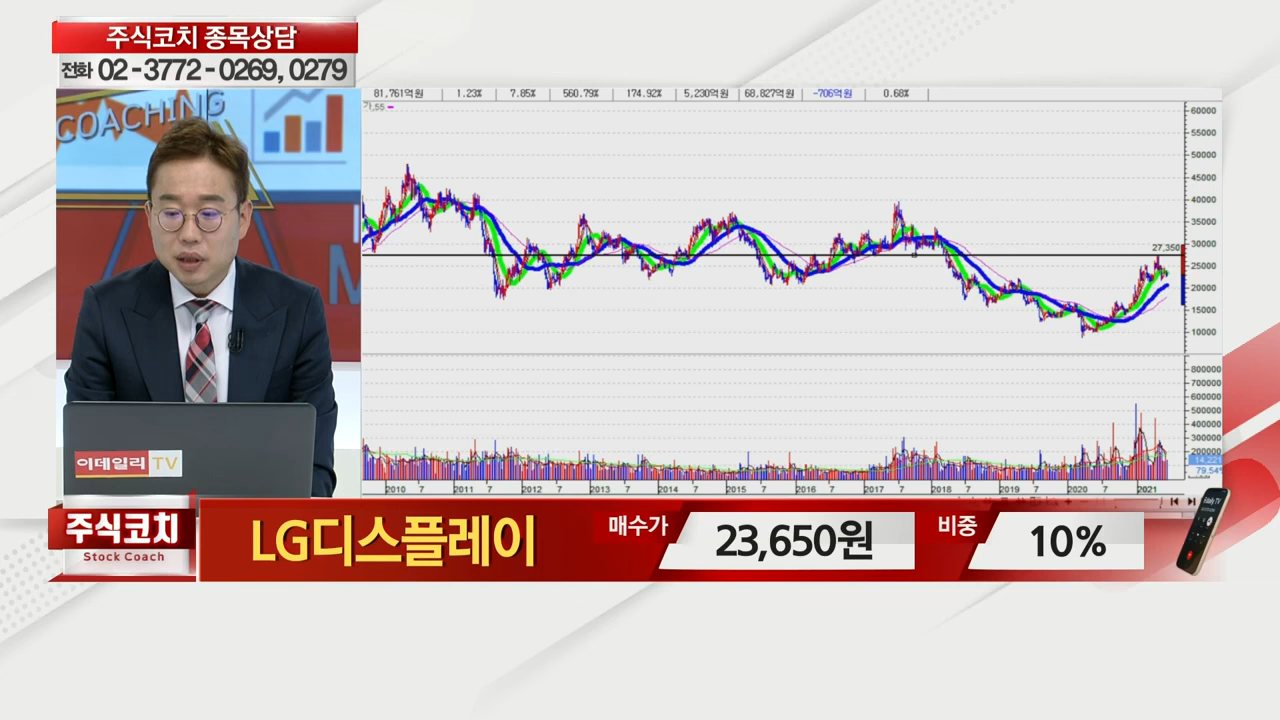 주식코치 종목상담
전화 02-3772-0269, 0279
COACHING
M
81,761억원 1.23% 7.85% 560.79% 174.92% 5,230억원 68,827억원 -706억원 0.68%
60000
55000
50000
45000
40000
35000
30000
27,350
25000
20000
15000
10000
800000
700000
600000
500000
400000
300000
200000
79.54%
2010 7 2011 7 2012 7 2013 7 2014 7 2015 7 2016 7 2017 7 2018 7 2019 7 2020 7 2021
이데일리 TV
주식코치
Stock Coach
LG디스플레이
매수가
23,650원
비중
10%